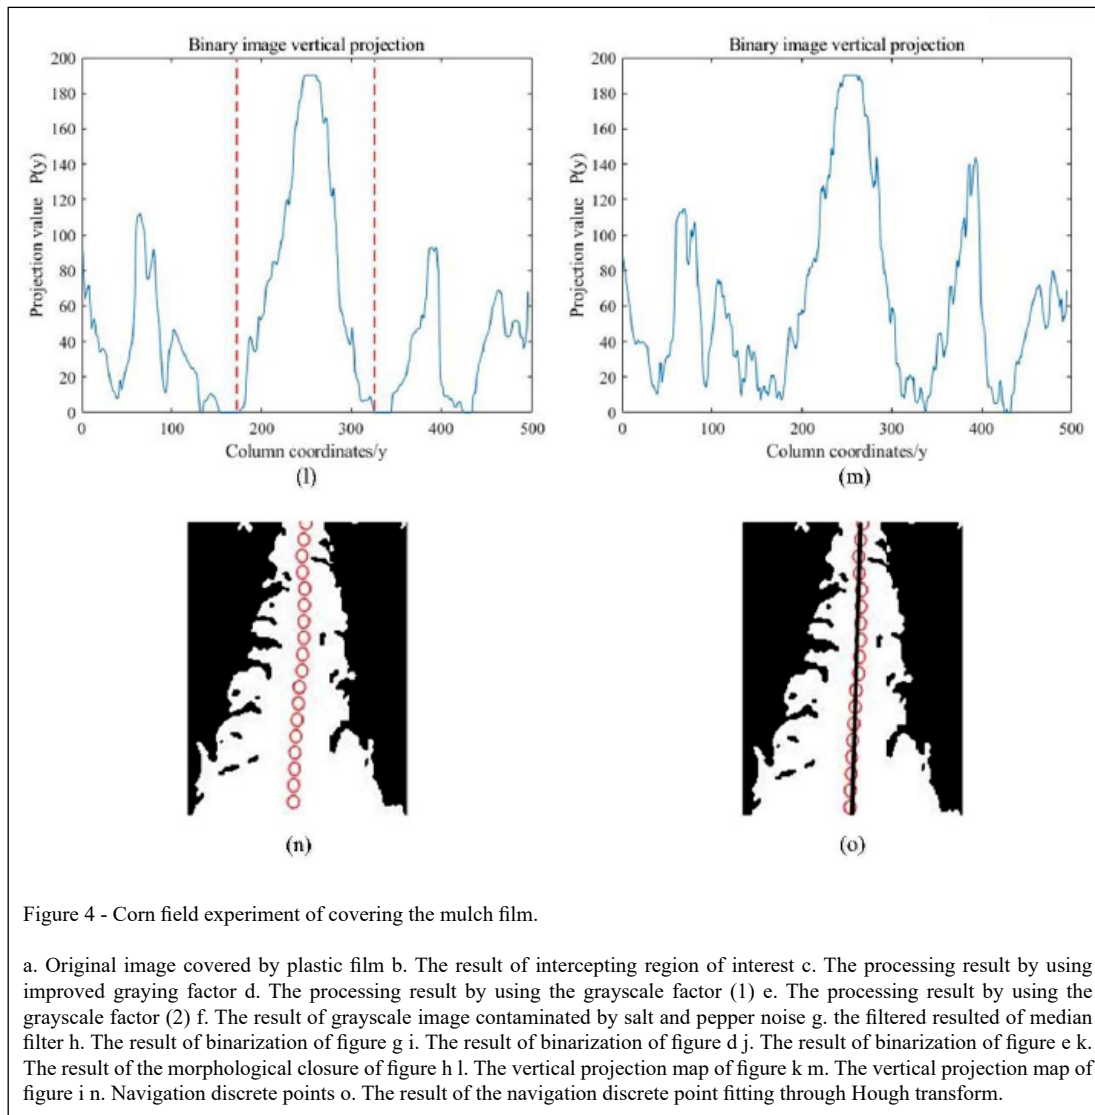 Binary image vertical projection
200
180
160
140
120
100
80
60
40
20
0
Projection value P(y)
0 100 200 300 400 500
Column coordinates/y
(l)
Binary image vertical projection
200
180
160
140
120
100
80
60
40
20
0
Projection value P(y)
0 100 200 300 400 500
Column coordinates/y
(m)
(n)
(o)
Figure 4 - Corn field experiment of covering the mulch film.
a. Original image covered by plastic film b. The result of intercepting region of interest c. The processing result by using
improved graying factor d. The processing result by using the grayscale factor (1) e. The processing result by using the
grayscale factor (2) f. The result of grayscale image contaminated by salt and pepper noise g. the filtered resulted of median
filter h. The result of binarization of figure g i. The result of binarization of figure d j. The result of binarization of figure e k.
The result of the morphological closure of figure h l. The vertical projection map of figure k m. The vertical projection map of
figure i n. Navigation discrete points o. The result of the navigation discrete point fitting through Hough transform.